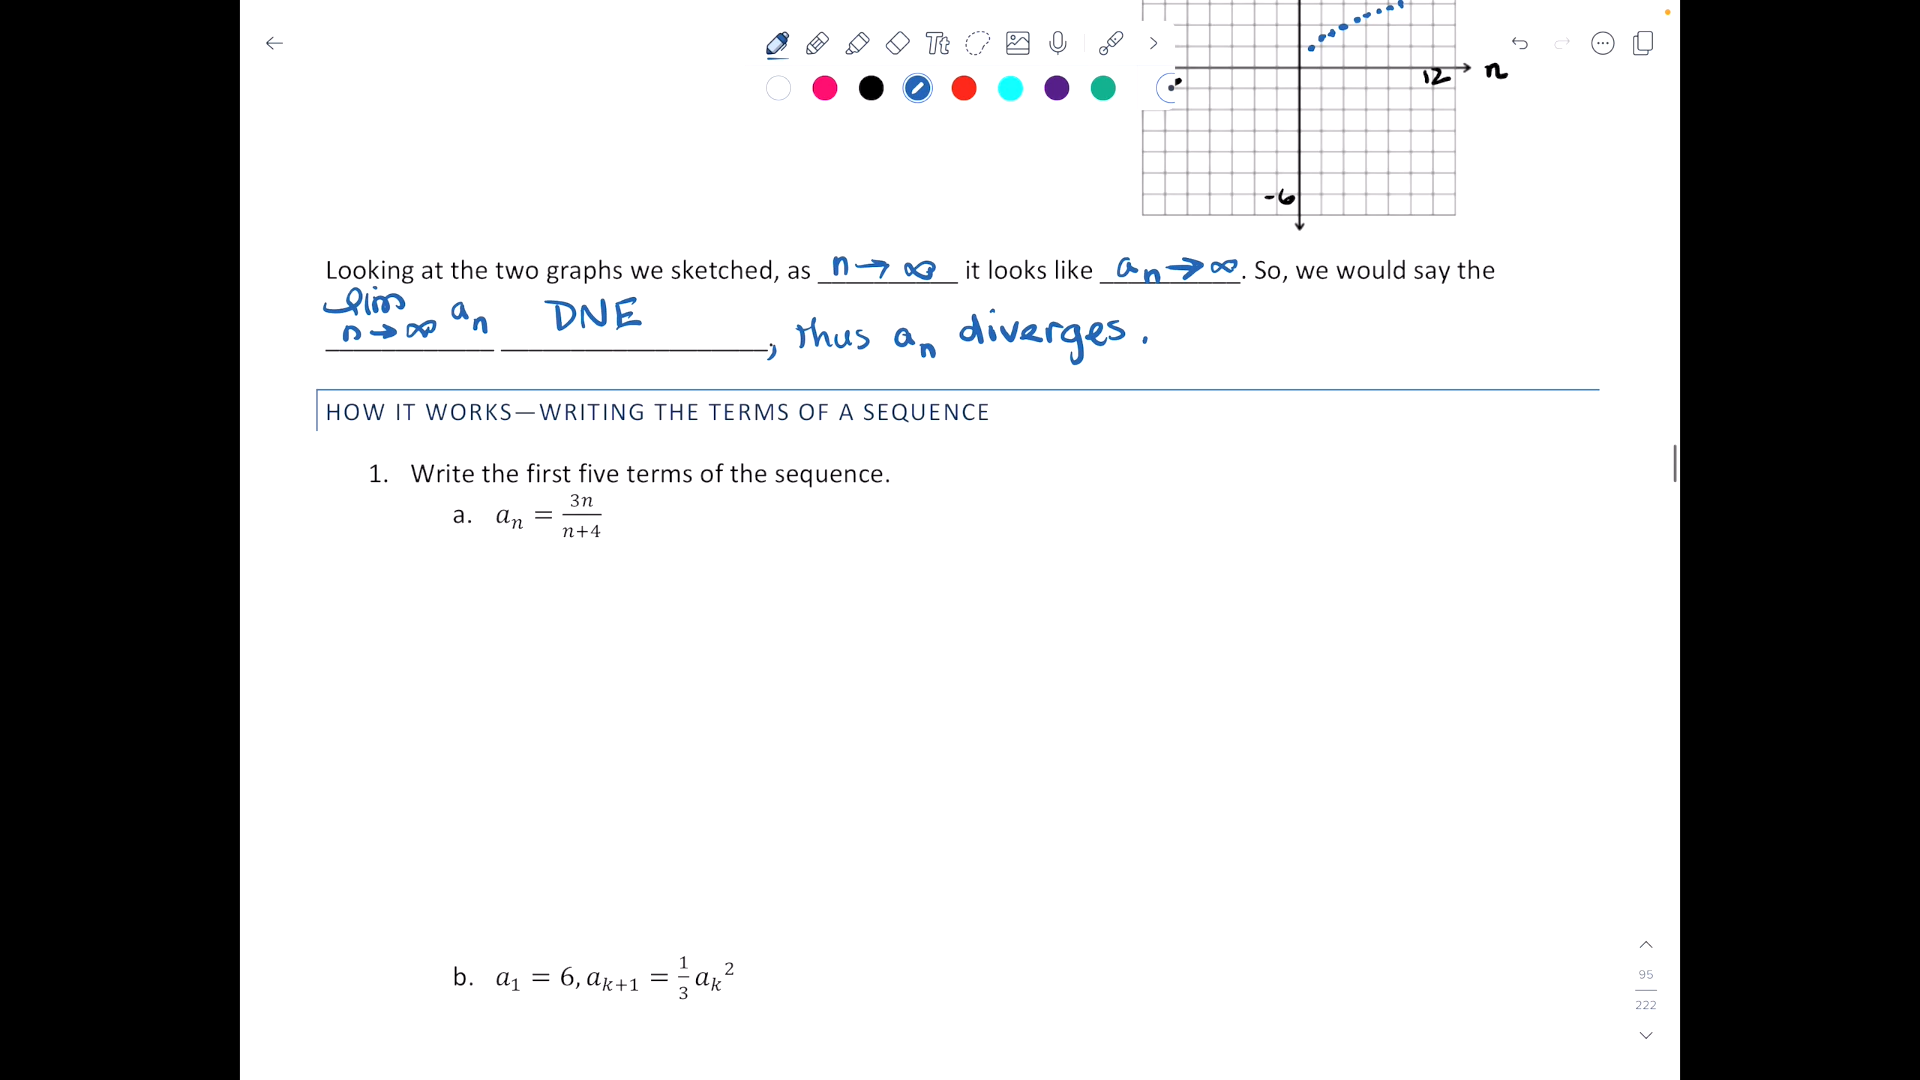 Tt
12 n
-6
Looking at the two graphs we sketched, as n → ∞ it looks like aₙ → ∞. So, we would say the
lim n → ∞ aₙ DNE, thus aₙ diverges.
HOW IT WORKS—WRITING THE TERMS OF A SEQUENCE
1. Write the first five terms of the sequence.
a. aₙ = 3n/(n+4)
b. a₁ = 6, aₖ₊₁ = 1/3 aₖ²
95
222